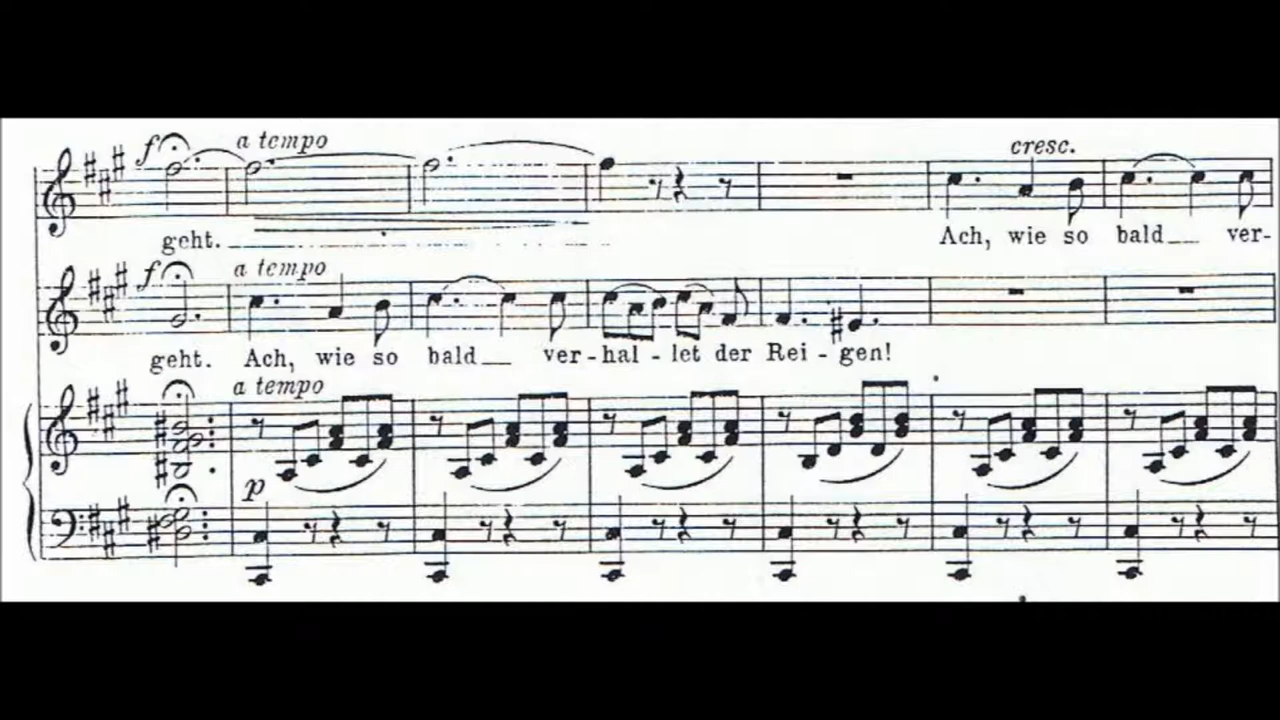 f a tempo cresc.
geht. Ach, wie so bald ver-
f a tempo
geht. Ach, wie so bald ver-hal-let der Rei-gen!
a tempo
p